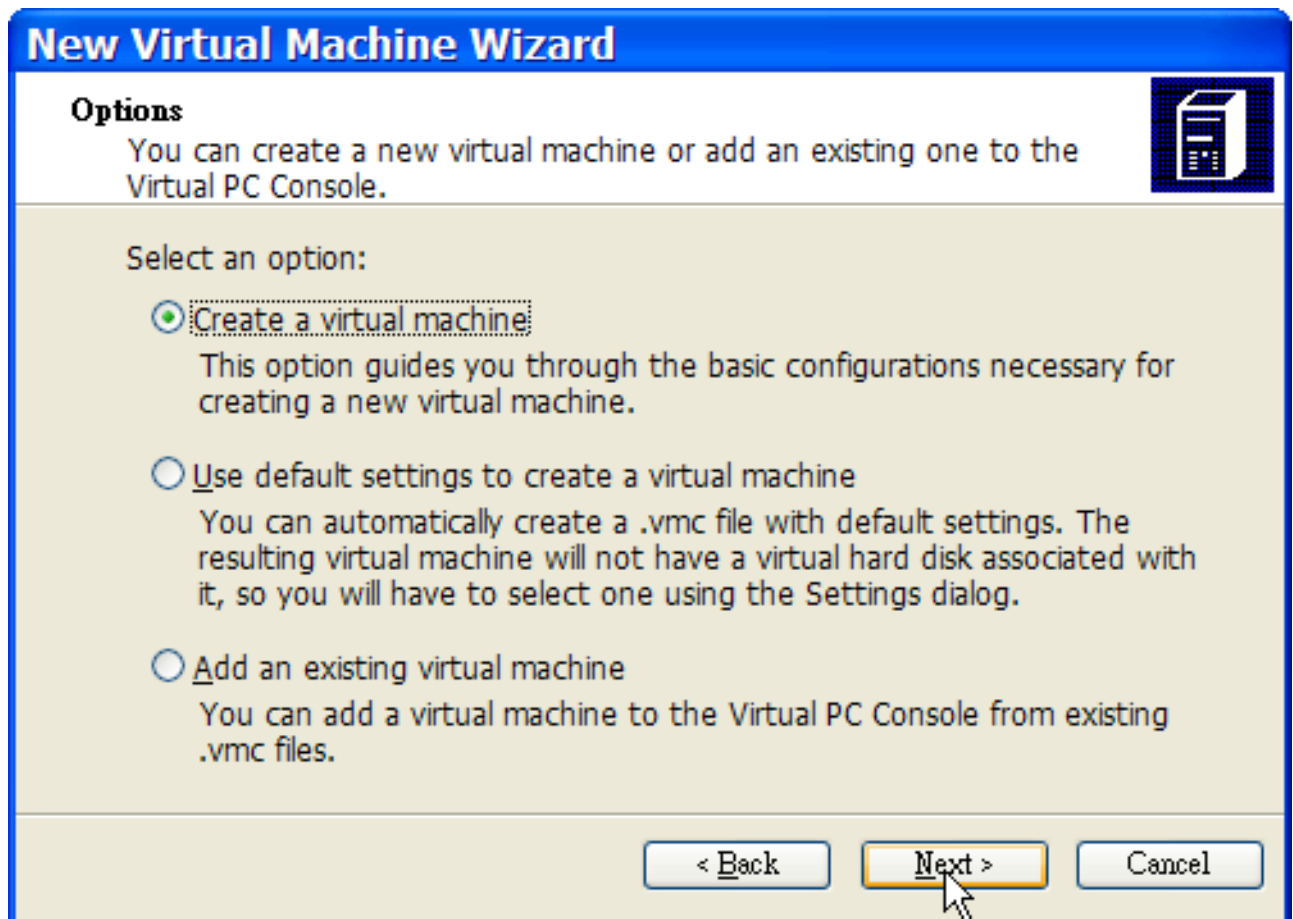 New Virtual Machine Wizard
Options
You can create a new virtual machine or add an existing one to the
Virtual PC Console.
Select an option:
Create a virtual machine
This option guides you through the basic configurations necessary for
creating a new virtual machine.
Use default settings to create a virtual machine
You can automatically create a .vmc file with default settings. The
resulting virtual machine will not have a virtual hard disk associated with
it, so you will have to select one using the Settings dialog.
Add an existing virtual machine
You can add a virtual machine to the Virtual PC Console from existing
.vmc files.
< Back Next > Cancel